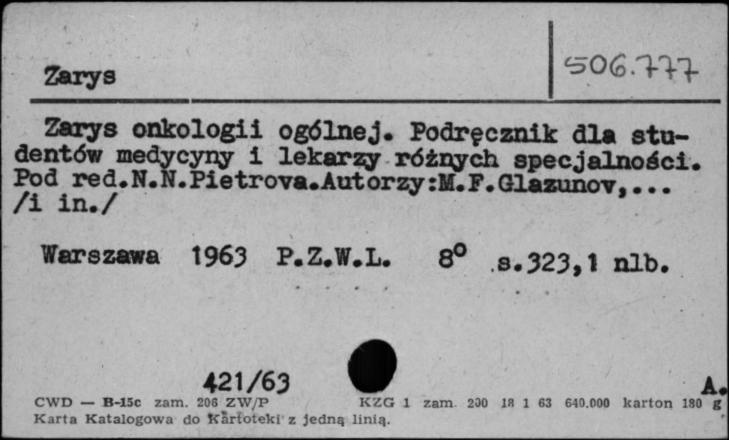 Zarys
506.777
Zarys onkologii ogólnej. Podręcznik dla stu-
dentów medycyny i lekarzy różnych specjalności.
Pod red.N.N.Pietrova.Autorzy:M.F.Glazunov,...
/i in./
Warszawa 1963 P.Z.W.L. 8° s.323,1 nlb.
421/63
A.
CWD — B-15c zam. 206 ZW/P KZG 1 zam. 290 18 1 63 640.000 karton 180 g
Karta Katalogowa do Kartoteki z jedną linią.